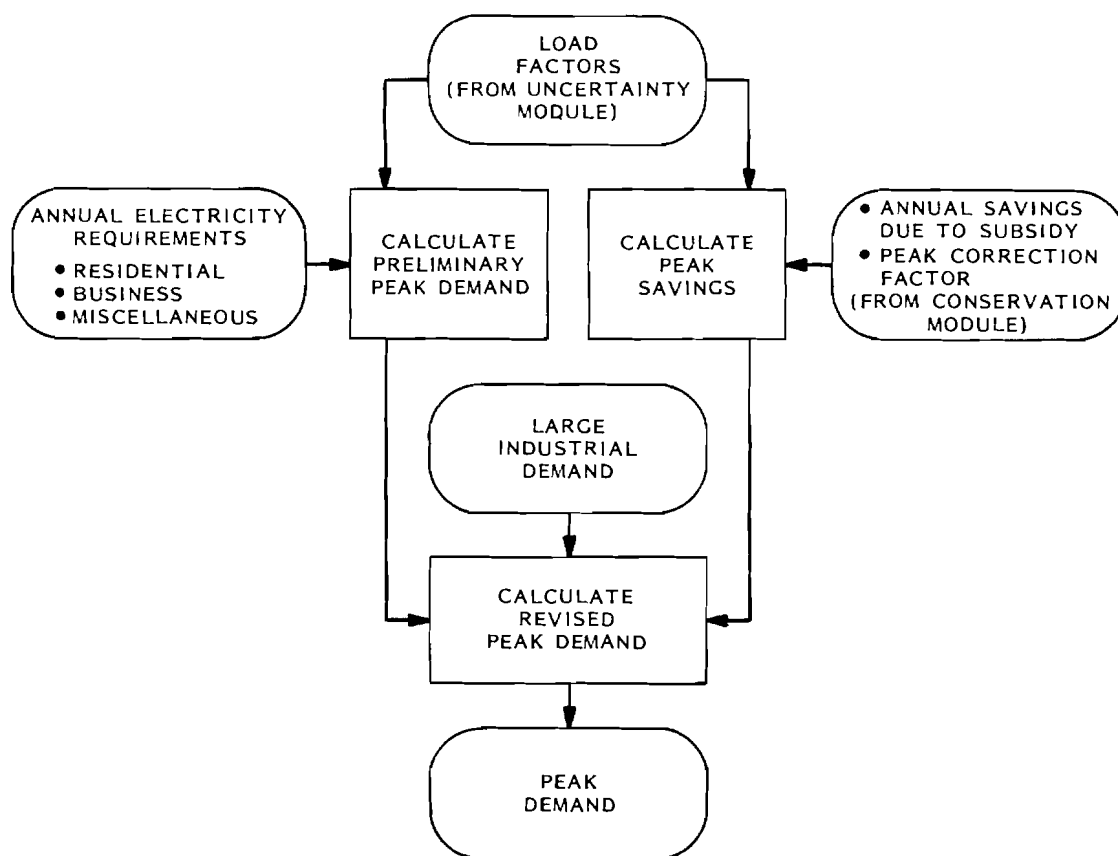 LOAD
FACTORS
(FROM UNCERTAINTY
MODULE)
ANNUAL ELECTRICITY
REQUIREMENTS
● RESIDENTIAL
● BUSINESS
● MISCELLANEOUS
CALCULATE
PRELIMINARY
PEAK DEMAND
CALCULATE
PEAK
SAVINGS
● ANNUAL SAVINGS
DUE TO SUBSIDY
● PEAK CORRECTION
FACTOR
(FROM CONSERVATION
MODULE)
LARGE
INDUSTRIAL
DEMAND
CALCULATE
REVISED
PEAK DEMAND
PEAK
DEMAND